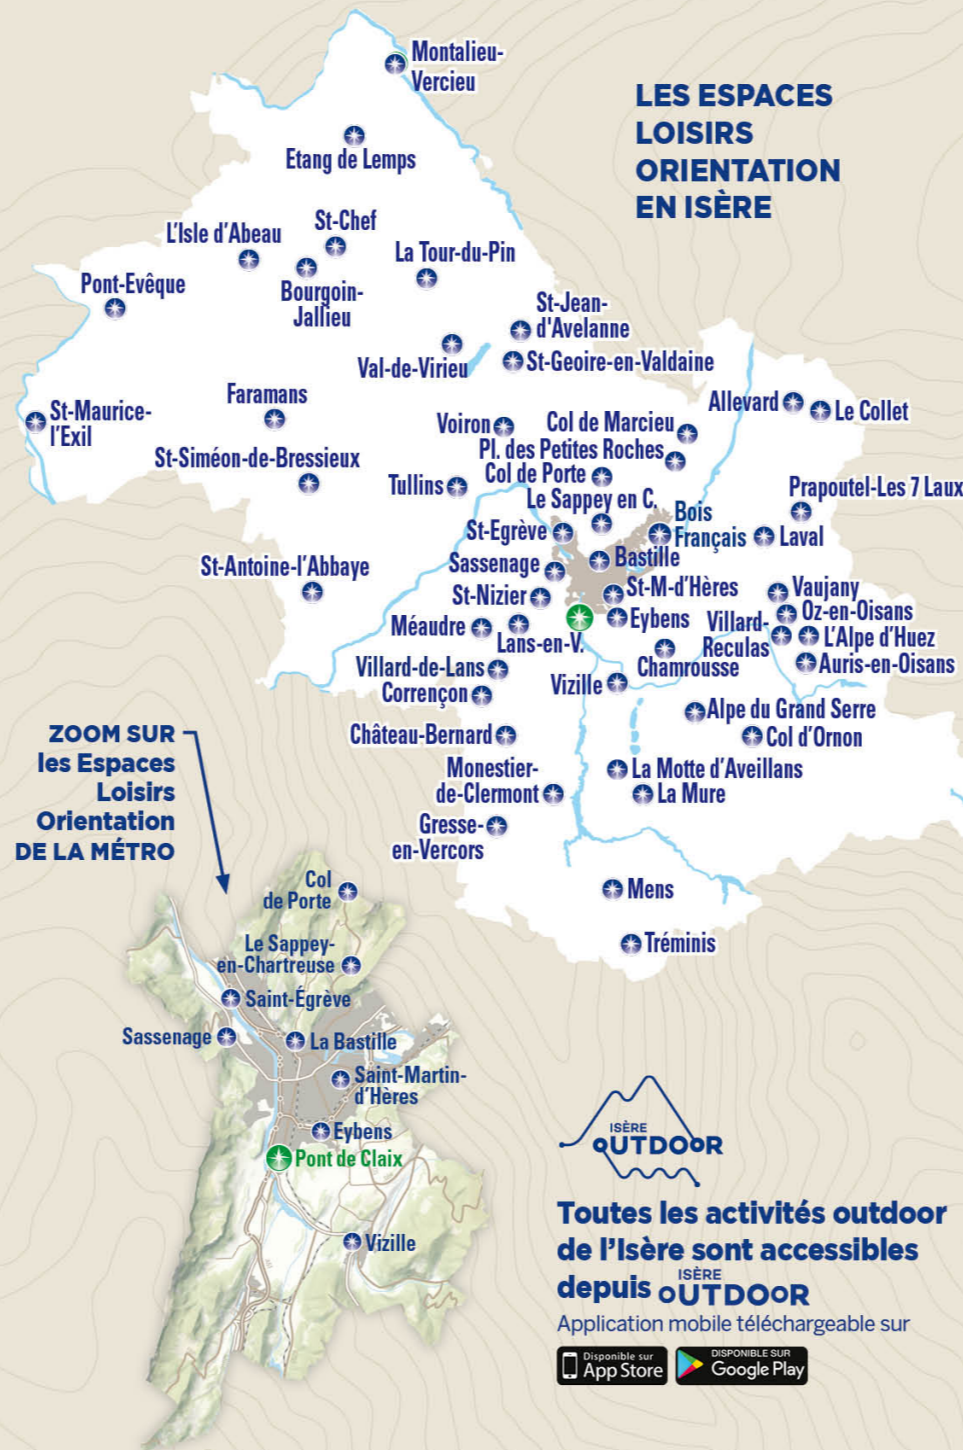 Montalieu-
Vercieu
LES ESPACES
LOISIRS
ORIENTATION
EN ISÈRE
Etang de Lemps
St-Chef
L'Isle d'Abeau
La Tour-du-Pin
Pont-Evêque
Bourgoin-
Jallieu
St-Jean-
d'Avelanne
Val-de-Virieu
St-Geoire-en-Valdaine
Faramans
St-Maurice-
l'Exil
Allevard
Le Collet
Voiron
Col de Marcieu
Pl. des Petites Roches
St-Siméon-de-Bressieux
Col de Porte
Tullins
Prapoutel-Les 7 Laux
Le Sappey en C.
Bois
Français
St-Egrève
Laval
Bastille
Sassenage
St-Antoine-l'Abbaye
St-M-d'Hères
Vaujany
St-Nizier
Oz-en-Oisans
Eybens
Villard-
Reculas
Méaudre
L'Alpe d'Huez
Lans-en-V.
Chamrousse
Auris-en-Oisans
Villard-de-Lans
Vizille
Corrençon
Alpe du Grand Serre
Château-Bernard
Col d'Ornon
Monestier-
de-Clermont
La Motte d'Aveillans
La Mure
Gresse-
en-Vercors
Mens
Tréminis
ZOOM SUR
les Espaces
Loisirs
Orientation
DE LA MÉTRO
Col
de Porte
Le Sappey-
en-Chartreuse
Saint-Égrève
Sassenage
La Bastille
Saint-Martin-
d'Hères
Eybens
Pont de Claix
Vizille
ISÈRE
OUTDOOR
Toutes les activités outdoor
de l'Isère sont accessibles
depuis ISÈRE OUTDOOR
Application mobile téléchargeable sur
Disponible sur
App Store
DISPONIBLE SUR
Google Play